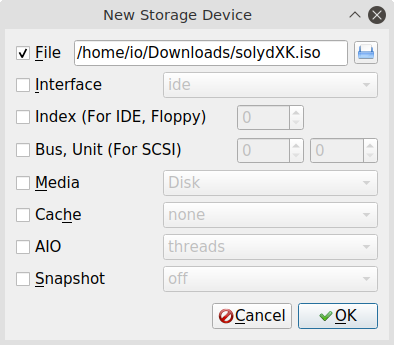 New Storage Device
File /home/io/Downloads/solydXK.iso
Interface ide
Index (For IDE, Floppy) 0
Bus, Unit (For SCSI) 0 0
Media Disk
Cache none
AIO threads
Snapshot off
Cancel OK